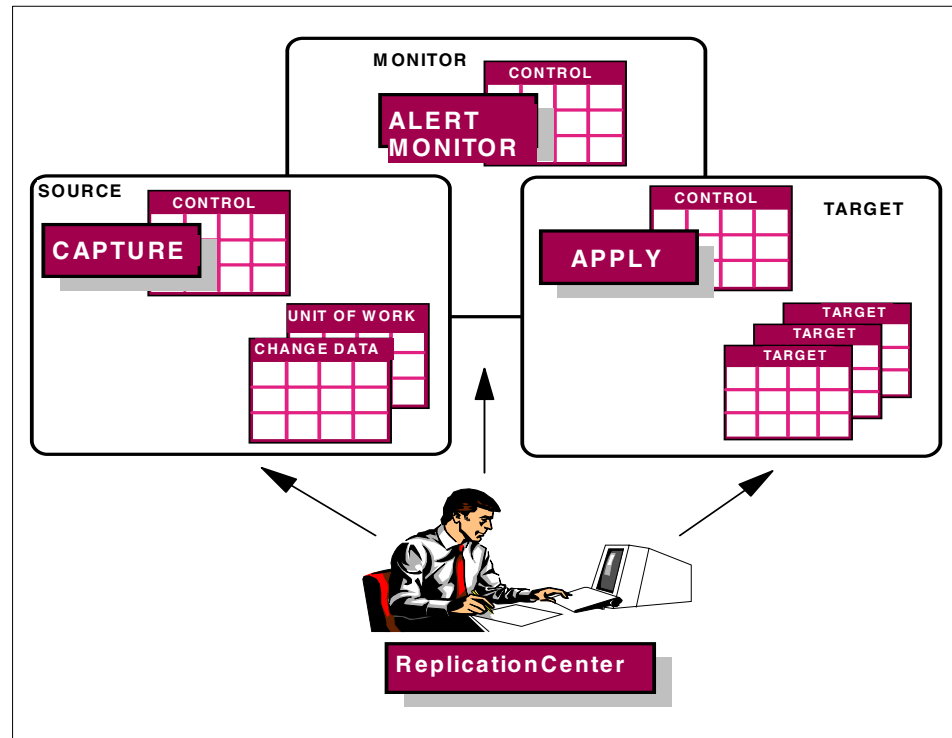 MONITOR
CONTROL
ALERT
MONITOR
SOURCE
CONTROL
CAPTURE
UNIT OF WORK
CHANGE DATA
CONTROL
TARGET
APPLY
TARGET
TARGET
TARGET
ReplicationCenter